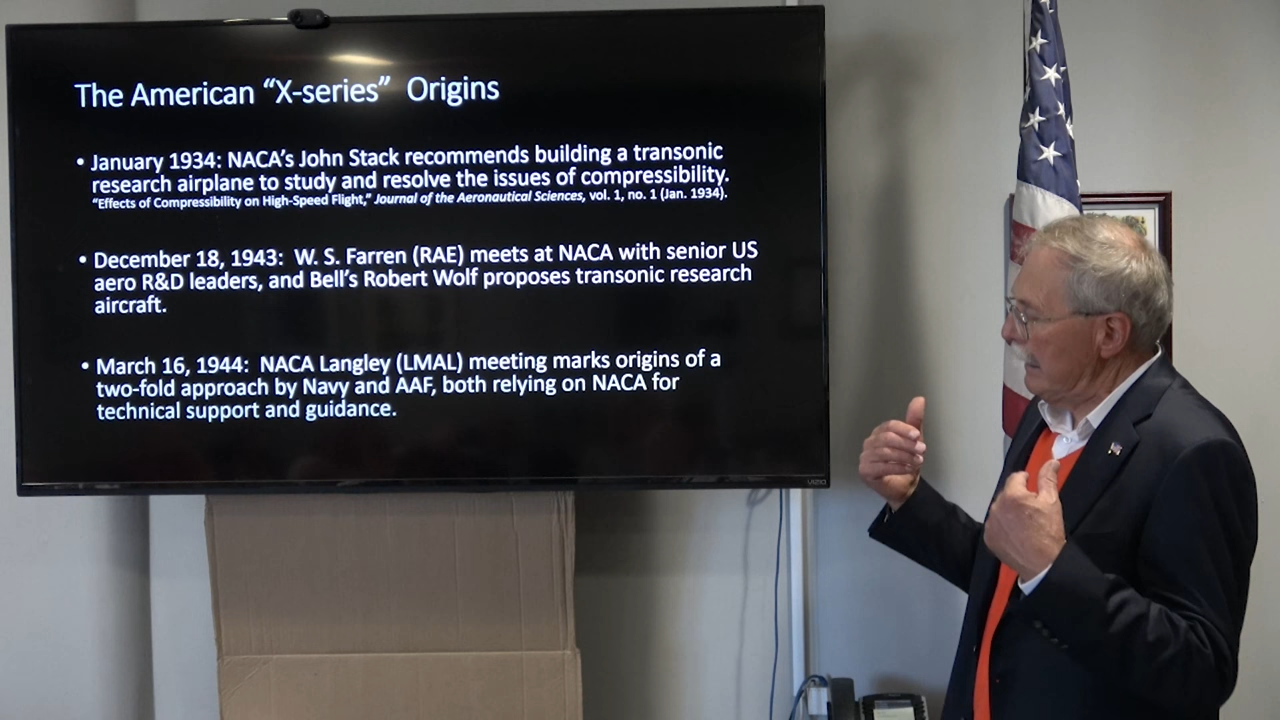 The American “X-series”  Origins
• January 1934: NACA’s John Stack recommends building a transonic
research airplane to study and resolve the issues of compressibility.
“Effects of Compressibility on High-Speed Flight,” Journal of the Aeronautical Sciences, vol. 1, no. 1 (Jan. 1934).
• December 18, 1943:  W. S. Farren (RAE) meets at NACA with senior US
aero R&D leaders, and Bell’s Robert Wolf proposes transonic research
aircraft.
• March 16, 1944:  NACA Langley (LMAL) meeting marks origins of a
two-fold approach by Navy and AAF, both relying on NACA for
technical support and guidance.
VIZIO